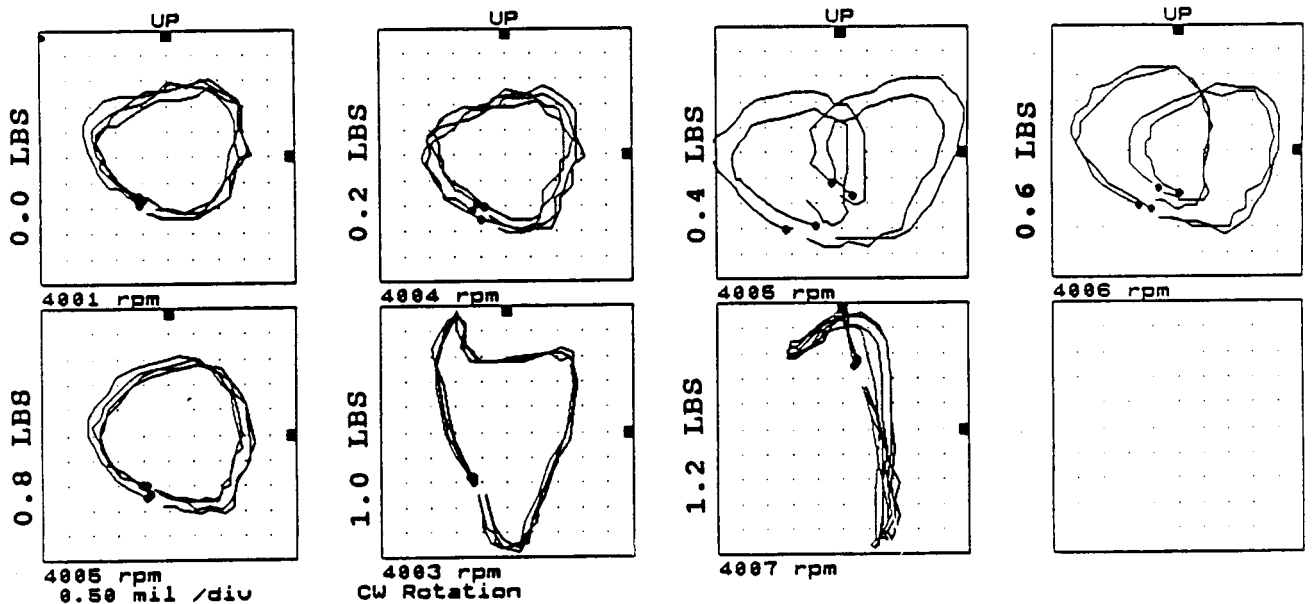 UP
UP
UP
UP
0.0 LBS
0.2 LBS
0.4 LBS
0.6 LBS
4001 rpm
4004 rpm
4005 rpm
4006 rpm
0.8 LBS
1.0 LBS
1.2 LBS
4005 rpm
4003 rpm
4007 rpm
0.50 mil /div
CW Rotation